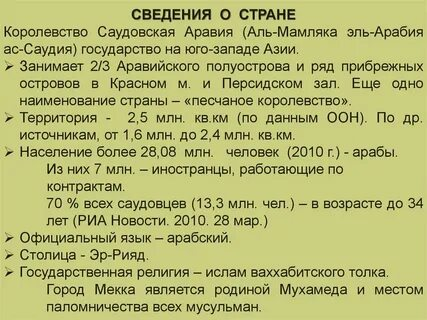 СВЕДЕНИЯ О СТРАНЕ
Королевство Саудовская Аравия (Аль-Мамляка эль-Арабия
ас-Саудия) государство на юго-западе Азии.
➢ Занимает 2/3 Аравийского полуострова и ряд прибрежных
островов в Красном м. и Персидском зал. Еще одно
наименование страны – «песчаное королевство».
➢ Территория - 2,5 млн. кв.км (по данным ООН). По др.
источникам, от 1,6 млн. до 2,4 млн. кв.км.
➢ Население более 28,08 млн. человек (2010 г.) - арабы.
Из них 7 млн. – иностранцы, работающие по
контрактам.
70 % всех саудовцев (13,3 млн. чел.) – в возрасте до 34
лет (РИА Новости. 2010. 28 мар.)
➢ Официальный язык – арабский.
➢ Столица - Эр-Рияд.
➢ Государственная религия – ислам ваххабитского толка.
Город Мекка является родиной Мухамеда и местом
паломничества всех мусульман.